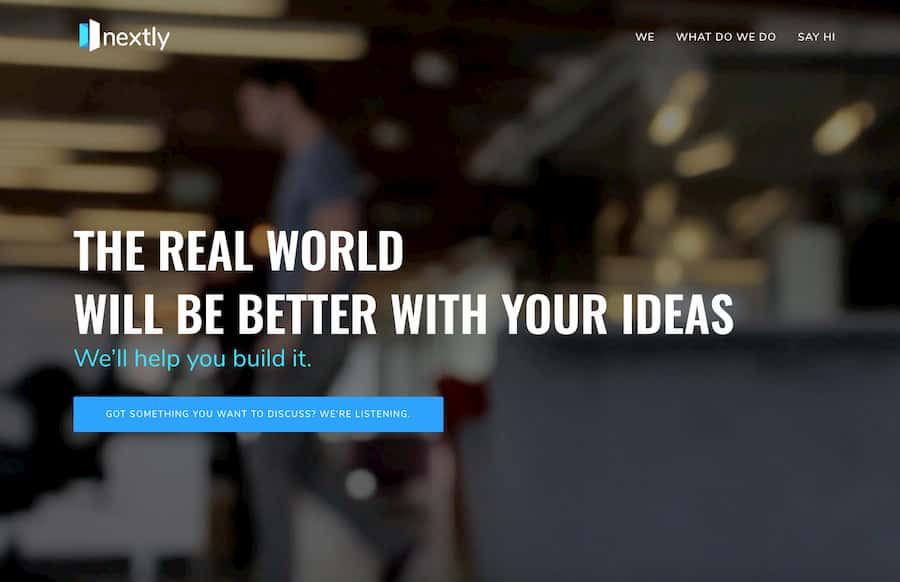 nextly
WE
WHAT DO WE DO
SAY HI
THE REAL WORLD
WILL BE BETTER WITH YOUR IDEAS
We'll help you build it.
GOT SOMETHING YOU WANT TO DISCUSS? WE'RE LISTENING.